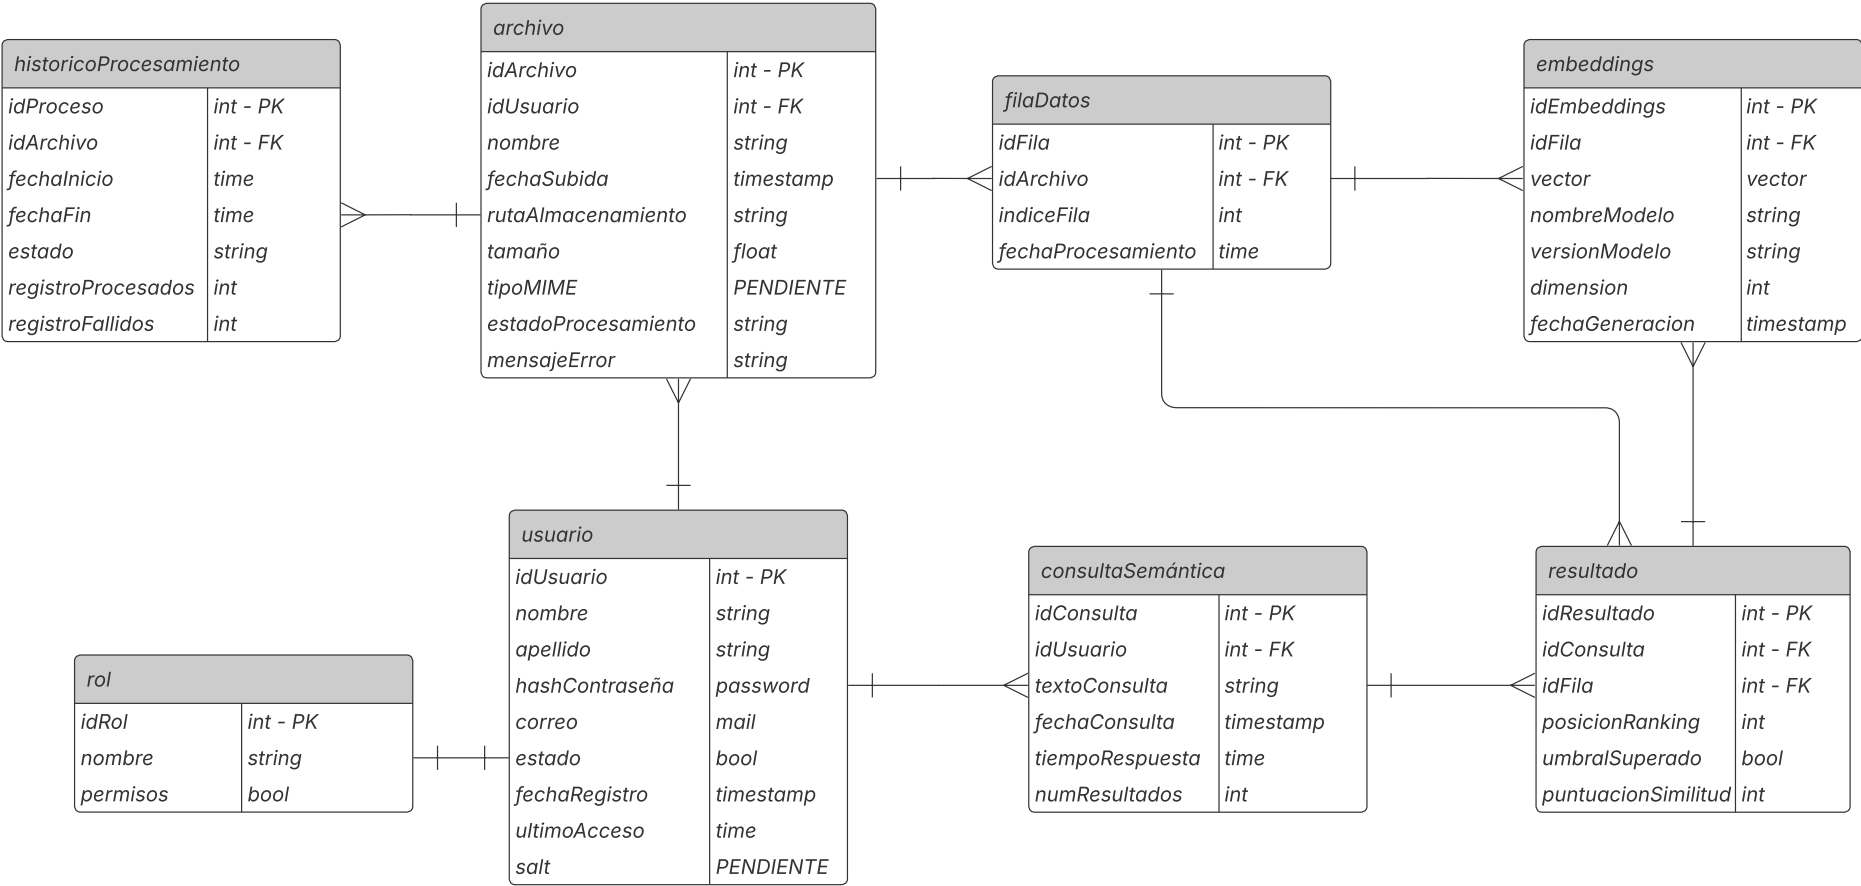 historicoProcesamiento
idProceso int - PK
idArchivo int - FK
fechaInicio time
fechaFin time
estado string
registroProcesados int
registroFallidos int
archivo
idArchivo int - PK
idUsuario int - FK
nombre string
fechaSubida timestamp
rutaAlmacenamiento string
tamaño float
tipoMIME PENDIENTE
estadoProcesamiento string
mensajeError string
filaDatos
idFila int - PK
idArchivo int - FK
indiceFila int
fechaProcesamiento time
embeddings
idEmbeddings int - PK
idFila int - FK
vector vector
nombreModelo string
versionModelo string
dimension int
fechaGeneracion timestamp
rol
idRol int - PK
nombre string
permisos bool
usuario
idUsuario int - PK
nombre string
apellido string
hashContraseña password
correo mail
estado bool
fechaRegistro timestamp
ultimoAcceso time
salt PENDIENTE
consultaSemántica
idConsulta int - PK
idUsuario int - FK
textoConsulta string
fechaConsulta timestamp
tiempoRespuesta time
numResultados int
resultado
idResultado int - PK
idConsulta int - FK
idFila int - FK
posicionRanking int
umbralSuperado bool
puntuacionSimilitud int